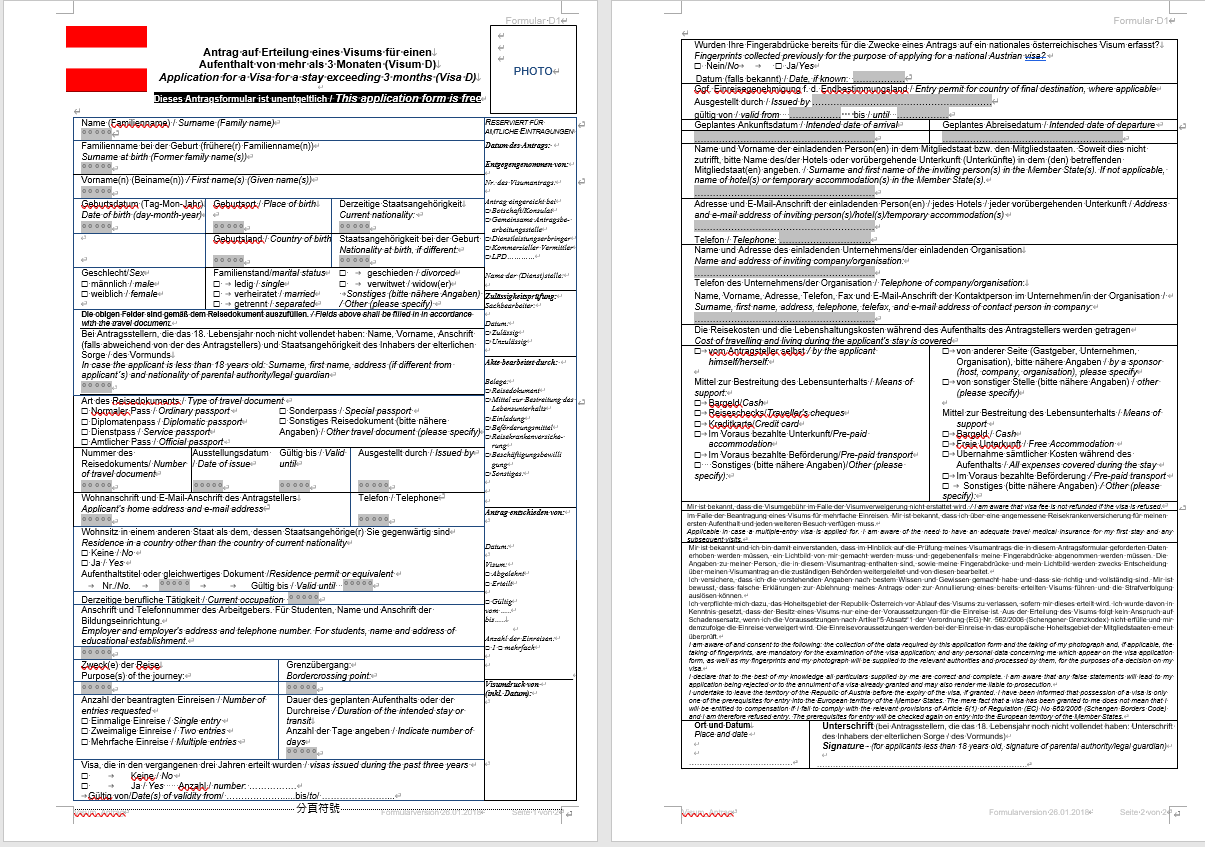 Formular D1
Antrag auf Erteilung eines Visums für einen
Aufenthalt von mehr als 3 Monaten (Visum D)
Application for a Visa for a stay exceeding 3 months (Visa D)
Dieses Antragsformular ist unentgeltlich / This application form is free
PHOTO
Name (Familienname) / Surname (Family name)
Familienname bei der Geburt (frühere(r) Familienname(n))
Surname at birth (Former family name(s))
Vorname(n) (Beiname(n)) / First name(s) (Given name(s))
Geburtsdatum (Tag-Mon-Jahr)
Date of birth (day-month-year)
Geburtsort / Place of birth
Derzeitige Staatsangehörigkeit
Current nationality:
Geburtsland / Country of birth
Staatsangehörigkeit bei der Geburt
Nationality at birth, if different:
Geschlecht/Sex
männlich / male
weiblich / female
Familienstand/marital status
ledig / single
verheiratet / married
getrennt / separated
geschieden / divorced
verwitwet / widow(er)
Sonstiges (bitte nähere Angaben)
/ Other (please specify)
Die obigen Felder sind gemäß dem Reisedokument auszufüllen. / Fields above shall be filled in in accordance
with the travel document.
Bei Antragsstellern, die das 18. Lebensjahr noch nicht vollendet haben: Name, Vorname, Anschrift
(falls abweichend von der des Antragstellers) und Staatsangehörigkeit des Inhabers der elterlichen
Sorge / des Vormunds
In case the applicant is less than 18 years old: Surname, first name, address (if different from
applicant's) and nationality of parental authority/legal guardian
Art des Reisedokuments / Type of travel document
Normaler Pass / Ordinary passport
Diplomatenpass / Diplomatic passport
Dienstpass / Service passport
Amtlicher Pass / Official passport
Sonderpass / Special passport
Sonstiges Reisedokument (bitte nähere
Angaben) / Other travel document (please specify)
Nummer des
Reisedokuments/ Number
of travel document
Ausstellungsdatum
/ Date of issue
Gültig bis / Valid
until
Ausgestellt durch / Issued by
Wohnanschrift und E-Mail-Anschrift des Antragstellers
Applicant's home address and e-mail address
Telefon / Telephone
Wohnsitz in einem anderen Staat als dem, dessen Staatsangehörige(r) Sie gegenwärtig sind
Residence in a country other than the country of current nationality
Keine / No
Ja / Yes
Aufenthaltstitel oder gleichwertiges Dokument /Residence permit or equivalent
Nr./No. Gültig bis / Valid until
Derzeitige berufliche Tätigkeit / Current occupation
Anschrift und Telefonnummer des Arbeitgebers. Für Studenten, Name und Anschrift der
Bildungseinrichtung.
Employer and employer's address and telephone number. For students, name and address of
educational establishment.
Zweck(e) der Reise
Purpose(s) of the journey:
Grenzübergang:
Bordercrossing point:
Anzahl der beantragten Einreisen / Number of
entries requested
Einmalige Einreise / Single entry
Zweimalige Einreise / Two entries
Mehrfache Einreise / Multiple entries
Dauer des geplanten Aufenthalts oder der
Durchreise / Duration of the intended stay or
transit
Anzahl der Tage angeben / Indicate number of
days
Visa, die in den vergangenen drei Jahren erteilt wurden / visas issued during the past three years
Keine / No
Ja / Yes Anzahl / number: ……………
Gültig von/Date(s) of validity from/ ………………….. bis/to/ …………………..
RESERVIERT FÜR
AMTLICHE EINTRAGUNGEN
Datum des Antrags:
Entgegengenommen von:
Nr. des Visumantrags:
Antrag eingereicht bei
Botschaft/Konsulat
Gemeinsame Antragsbe-
arbeitungsstelle
Dienstleistungserbringer
Kommerzieller Vermittler
LPD…………
Name der (Dienst)stelle:
Zulässigkeitsprüfung:
Sachbearbeiter:
Datum:
Zulässig
Unzulässig
Akte bearbeitet durch:
Belege:
Reisedokument
Mittel zur Bestreitung des
Lebensunterhalts
Einladung
Beförderungsmittel
Reisekrankenversiche-
rung
Beschäftigungsbewilli
gung
Sonstiges:
Antrag entschieden von:
Datum:
Visum:
Abgelehnt
Erteilt
Gültig
vom ……
bis……
Anzahl der Einreisen:
1 mehrfach
Visumdruck von
(inkl. Datum):
分頁符號
Visum-Antrag
Formularversion 26.01.2018
Seite 1 von 2
Formular D1
Wurden Ihre Fingerabdrücke bereits für die Zwecke eines Antrags auf ein nationales österreichisches Visum erfasst?
Fingerprints collected previously for the purpose of applying for a national Austrian visa?
Nein/No Ja/Yes
Datum (falls bekannt) / Date, if known: …………………
Ggf. Einreisegenehmigung f. d. Endbestimmungsland / Entry permit for country of final destination, where applicable
Ausgestellt durch / Issued by
gültig von / valid from bis / until
Geplantes Ankunftsdatum / Intended date of arrival
Geplantes Abreisedatum / Intended date of departure
Name und Vorname der einladenden Person(en) in dem Mitgliedstaat bzw. den Mitgliedstaaten. Soweit dies nicht
zutrifft, bitte Name des/der Hotels oder vorübergehende Unterkunft (Unterkünfte) in dem (den) betreffenden
Mitgliedstaat(en) angeben. / Surname and first name of the inviting person(s) in the Member State(s). If not applicable,
name of hotel(s) or temporary accommodation(s) in the Member State(s).
Adresse und E-Mail-Anschrift der einladenden Person(en) / jedes Hotels / jeder vorübergehenden Unterkunft / Address
and e-mail address of inviting person(s)/hotel(s)/temporary accommodation(s)
Telefon / Telephone:
Name und Adresse des einladenden Unternehmens/der einladenden Organisation
Name and address of inviting company/organisation:
Telefon des Unternehmens/der Organisation / Telephone of company/organisation:
Name, Vorname, Adresse, Telefon, Fax und E-Mail-Anschrift der Kontaktperson im Unternehmen/in der Organisation /
Surname, first name, address, telephone, telefax, and e-mail address of contact person in company:
Die Reisekosten und die Lebenshaltungskosten während des Aufenthalts des Antragstellers werden getragen
Cost of travelling and living during the applicant's stay is covered
vom Antragsteller selbst / by the applicant
himself/herself:
Mittel zur Bestreitung des Lebensunterhalts / Means of
support:
Bargeld/Cash
Reiseschecks/Traveller's cheques
Kreditkarte/Credit card
Im Voraus bezahlte Unterkunft/Pre-paid
accommodation
Im Voraus bezahlte Beförderung/Pre-paid transport
Sonstiges (bitte nähere Angaben)/Other (please
specify):
von anderer Seite (Gastgeber, Unternehmen,
Organisation), bitte nähere Angaben / by a sponsor
(host, company, organisation), please specify
von sonstiger Stelle (bitte nähere Angaben) / other
(please specify)
Mittel zur Bestreitung des Lebensunterhalts / Means of
support
Bargeld / Cash
Freie Unterkunft / Free Accommodation
Übernahme sämtlicher Kosten während des
Aufenthalts / All expenses covered during the stay
Im Voraus bezahlte Beförderung / Pre-paid transport
Sonstiges (bitte nähere Angaben) / Other (please
specify):
Mir ist bekannt, dass die Visumgebühr im Falle der Visumverweigerung nicht erstattet wird. / I am aware that visa fee is not refunded if the visa is refused.
Im Falle der Beantragung eines Visums für mehrfache Einreisen: Mir ist bekannt, dass ich über eine angemessene Reisekrankenversicherung für meinen
ersten Aufenthalt und jeden weiteren Besuch verfügen muss.
Applicable in case a multiple-entry visa is applied for: I am aware of the need to have an adequate travel medical insurance for my first stay and any
subsequent visits.
Mir ist bekannt und ich bin damit einverstanden, dass im Hinblick auf die Prüfung meines Visumantrags die in diesem Antragsformular geforderten Daten
erhoben werden müssen, ein Lichtbild von mir gemacht werden muss und gegebenenfalls meine Fingerabdrücke abgenommen werden müssen. Die
Angaben zu meiner Person, die in diesem Visumantrag enthalten sind, sowie meine Fingerabdrücke und mein Lichtbild werden zwecks Entscheidung
über meinen Visumantrag an die zuständigen Behörden weitergeleitet und von diesen bearbeitet.
Ich versichere, dass ich die vorstehenden Angaben nach bestem Wissen und Gewissen gemacht habe und dass sie richtig und vollständig sind. Mir ist
bewusst, dass falsche Erklärungen zur Ablehnung meines Antrags oder zur Annullierung eines bereits erteilten Visums führen und die Strafverfolgung
auslösen können.
Ich verpflichte mich dazu, das Hoheitsgebiet der Republik Österreich vor Ablauf des Visums zu verlassen, sofern mir dieses erteilt wird. Ich wurde davon in
Kenntnis gesetzt, dass der Besitz eines Visums nur eine der Voraussetzungen für die Einreise ist. Aus der Erteilung des Visums folgt kein Anspruch auf
Schadensersatz, wenn ich die Voraussetzungen nach Artikel 5 Absatz 1 der Verordnung (EG) Nr. 562/2006 (Schengener Grenzkodex) nicht erfülle und mir
demzufolge die Einreise verweigert wird. Die Einreisevoraussetzungen werden bei der Einreise in das europäische Hoheitsgebiet der Mitgliedstaaten erneut
überprüft.
I am aware of and consent to the following: the collection of the data required by this application form and the taking of my photograph and, if applicable, the
taking of fingerprints, are mandatory for the examination of the visa application; and any personal data concerning me which appear on the visa application
form, as well as my fingerprints and my photograph will be supplied to the relevant authorities and processed by them, for the purposes of a decision on my
visa.
I declare that to the best of my knowledge all particulars supplied by me are correct and complete. I am aware that any false statements will lead to my
application being rejected or to the annulment of a visa already granted and may also render me liable to prosecution.
I undertake to leave the territory of the Republic of Austria before the expiry of the visa, if granted. I have been informed that possession of a visa is only
one of the prerequisites for entry into the European territory of the Member States. The mere fact that a visa has been granted to me does not mean that I
will be entitled to compensation if I fail to comply with the relevant provisions of Article 5(1) of Regulation (EC) No 562/2006 (Schengen Borders Code)
and I am therefore refused entry. The prerequisites for entry will be checked again on entry into the European territory of the Member States.
Ort und Datum
Place and date
Unterschrift (bei Antragsstellern, die das 18. Lebensjahr noch nicht vollendet haben: Unterschrift
des Inhabers der elterlichen Sorge / des Vormunds)
Signature - (for applicants less than 18 years old, signature of parental authority/legal guardian)
Visum-Antrag
Formularversion 26.01.2018
Seite 2 von 2